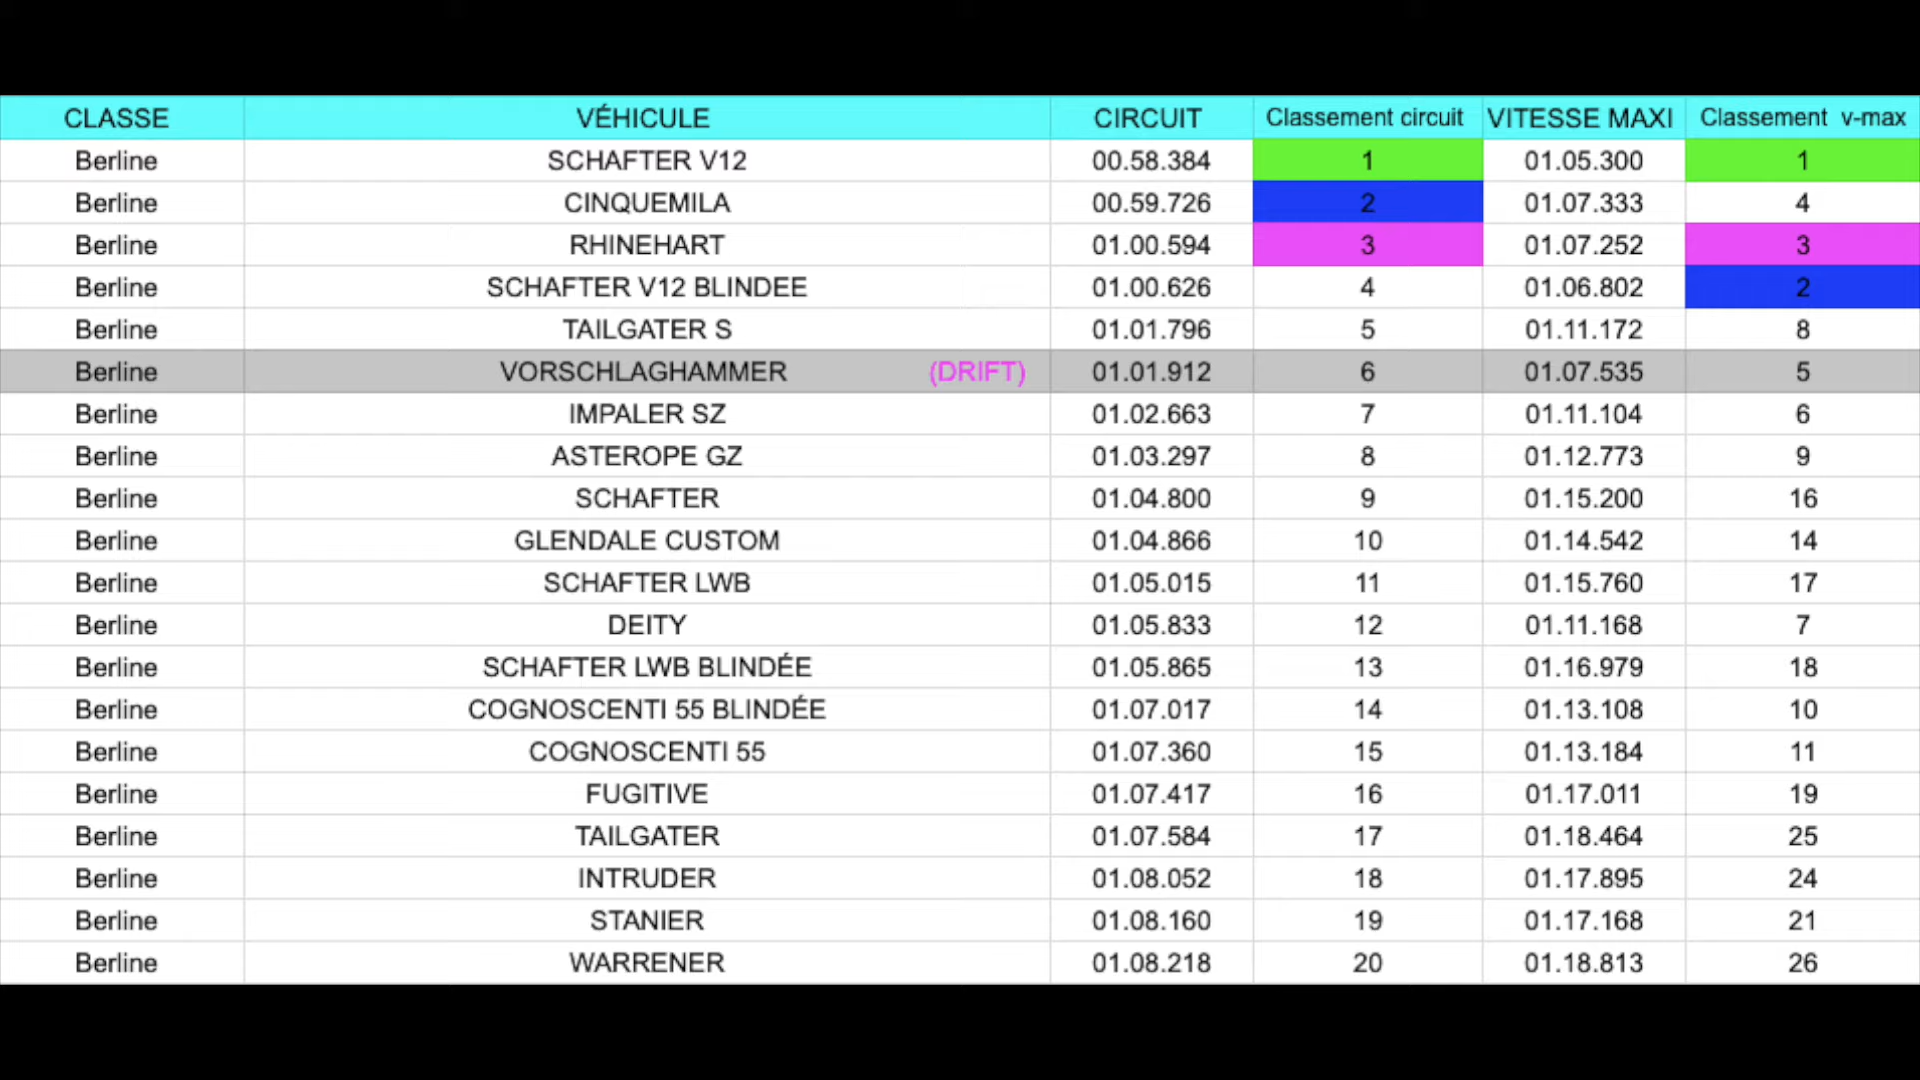 CLASSE VÉHICULE CIRCUIT Classement circuit VITESSE MAXI Classement v-max
Berline SCHAFTER V12 00.58.384 1 01.05.300 1
Berline CINQUEMILA 00.59.726 2 01.07.333 4
Berline RHINEHART 01.00.594 3 01.07.252 3
Berline SCHAFTER V12 BLINDEE 01.00.626 4 01.06.802 2
Berline TAILGATER S 01.01.796 5 01.11.172 8
Berline VORSCHLAGHAMMER (DRIFT) 01.01.912 6 01.07.535 5
Berline IMPALER SZ 01.02.663 7 01.11.104 6
Berline ASTEROPE GZ 01.03.297 8 01.12.773 9
Berline SCHAFTER 01.04.800 9 01.15.200 16
Berline GLENDALE CUSTOM 01.04.866 10 01.14.542 14
Berline SCHAFTER LWB 01.05.015 11 01.15.760 17
Berline DEITY 01.05.833 12 01.11.168 7
Berline SCHAFTER LWB BLINDÉE 01.05.865 13 01.16.979 18
Berline COGNOSCENTI 55 BLINDÉE 01.07.017 14 01.13.108 10
Berline COGNOSCENTI 55 01.07.360 15 01.13.184 11
Berline FUGITIVE 01.07.417 16 01.17.011 19
Berline TAILGATER 01.07.584 17 01.18.464 25
Berline INTRUDER 01.08.052 18 01.17.895 24
Berline STANIER 01.08.160 19 01.17.168 21
Berline WARRENER 01.08.218 20 01.18.813 26